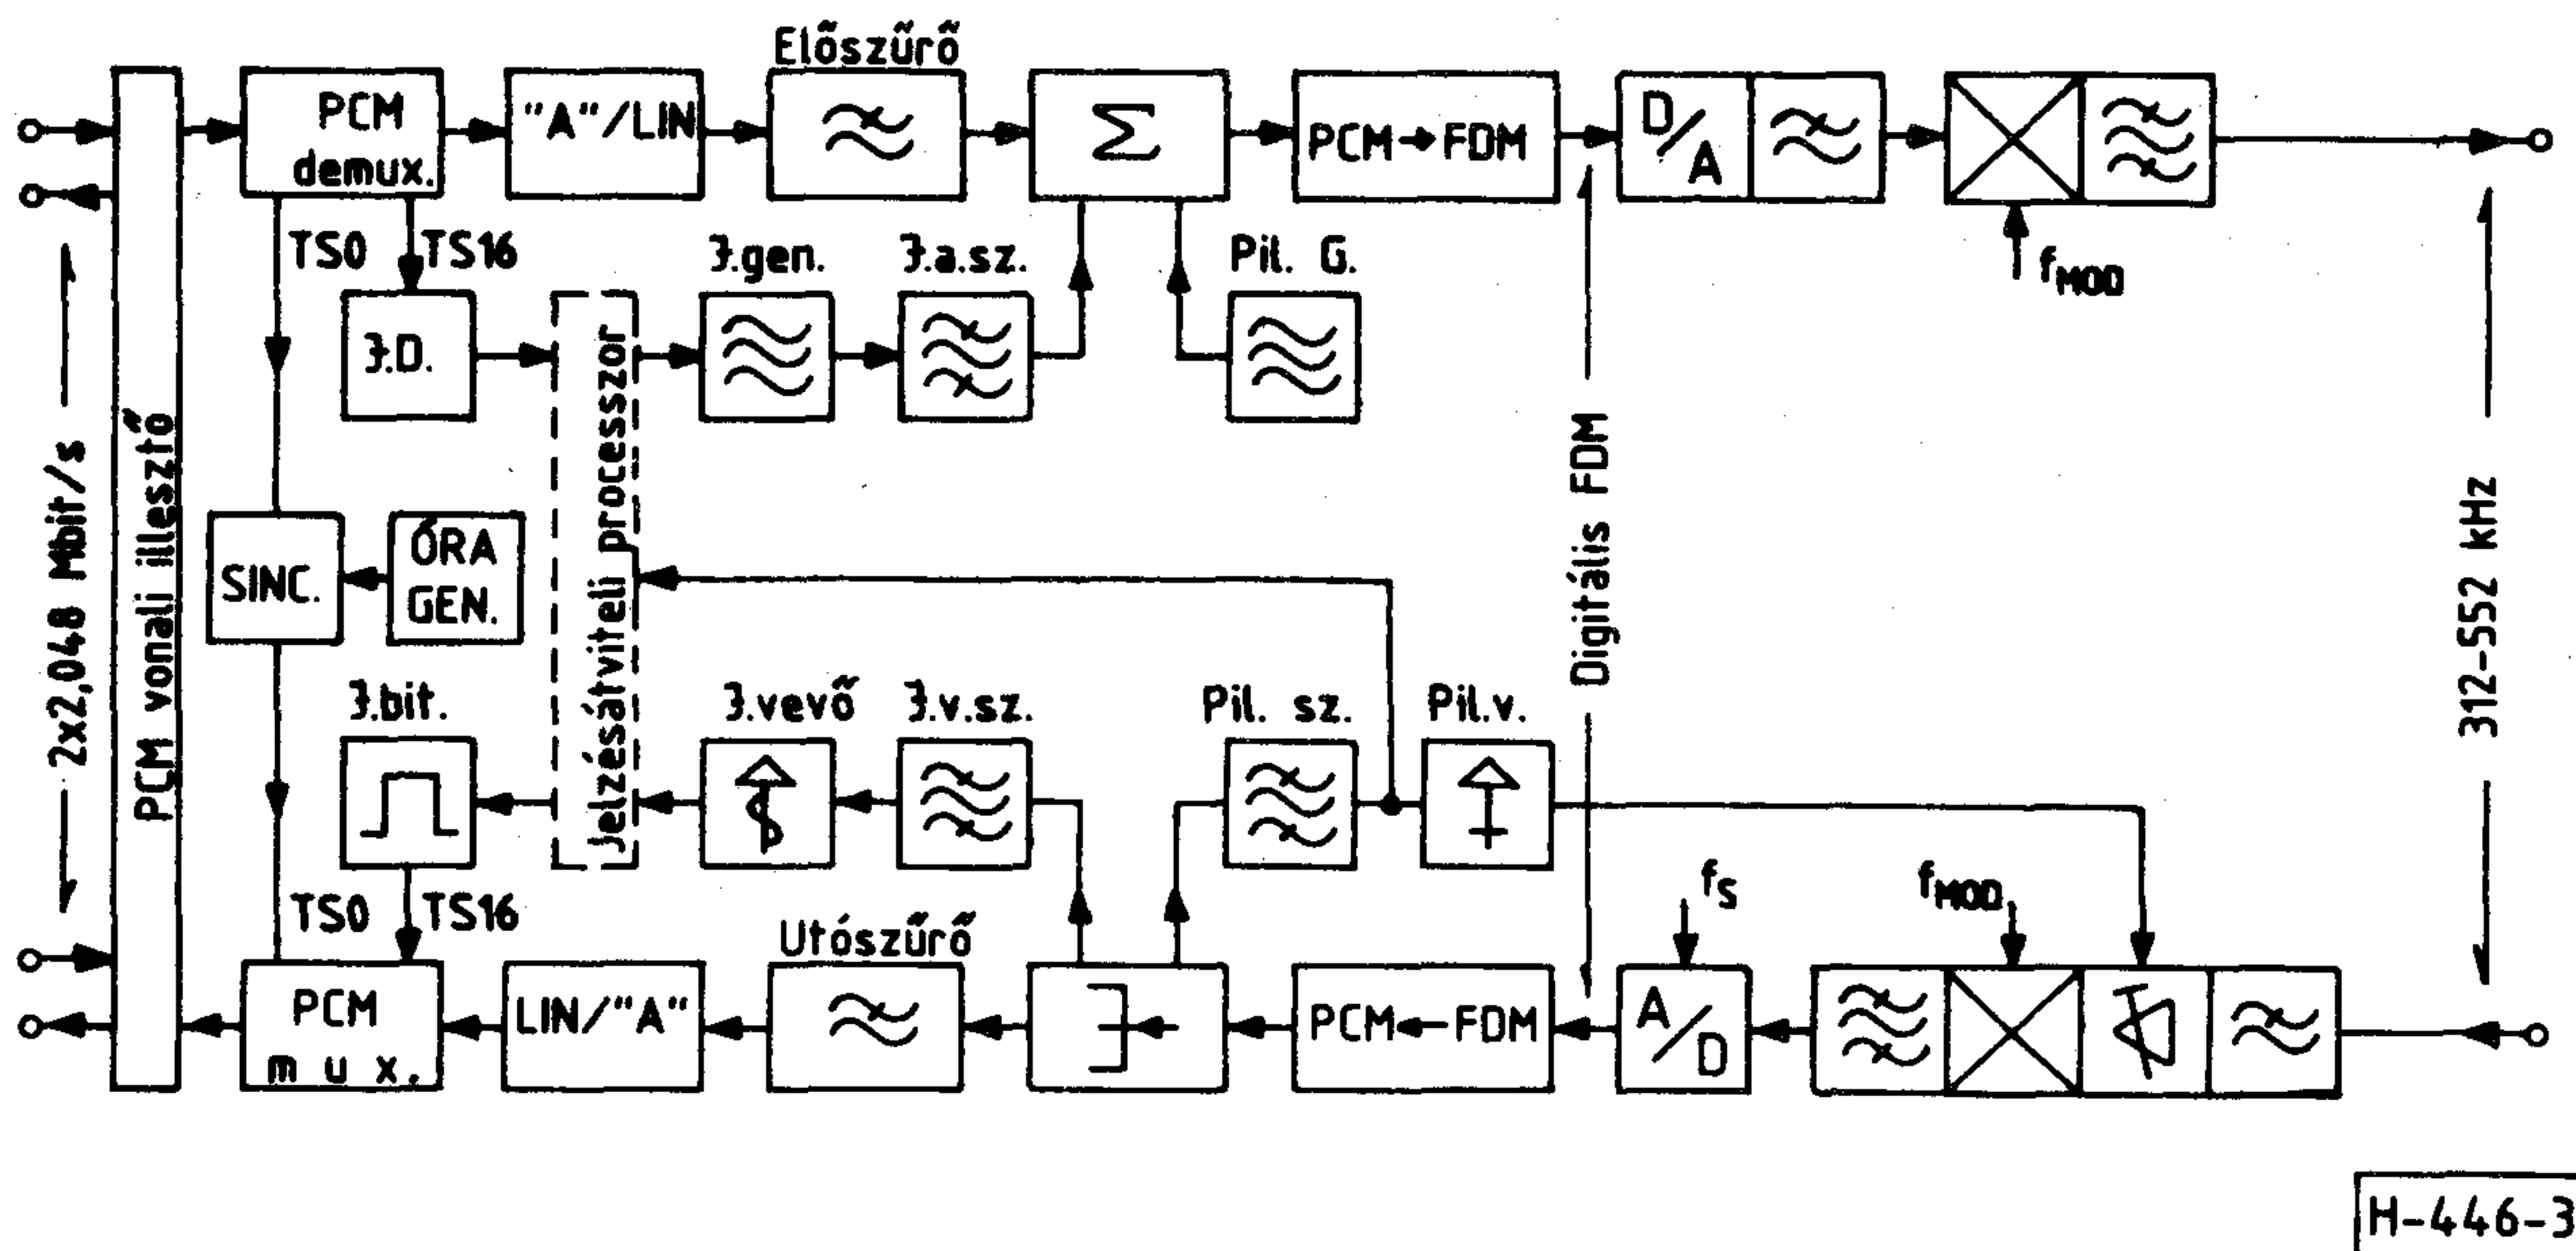 Előszűrő
PCM
demux.
"A"/LIN
Σ
PCM→FDM
D/A
TS0
TS16
J.gen.
J.a.sz.
Pil. G.
fMOD
J.D.
2x2,048 Mbit/s
PCM vonali illesztő
Jelzésátviteli processzor
Digitális FDM
312-552 kHz
SINC.
ŐRA
GEN.
J.bit.
J.vevő
J.v.sz.
Pil. sz.
Pil.v.
TS0
TS16
Utószűrő
fS
fMOD
PCM
mux.
LIN/"A"
PCM←FDM
A/D
H-446-3